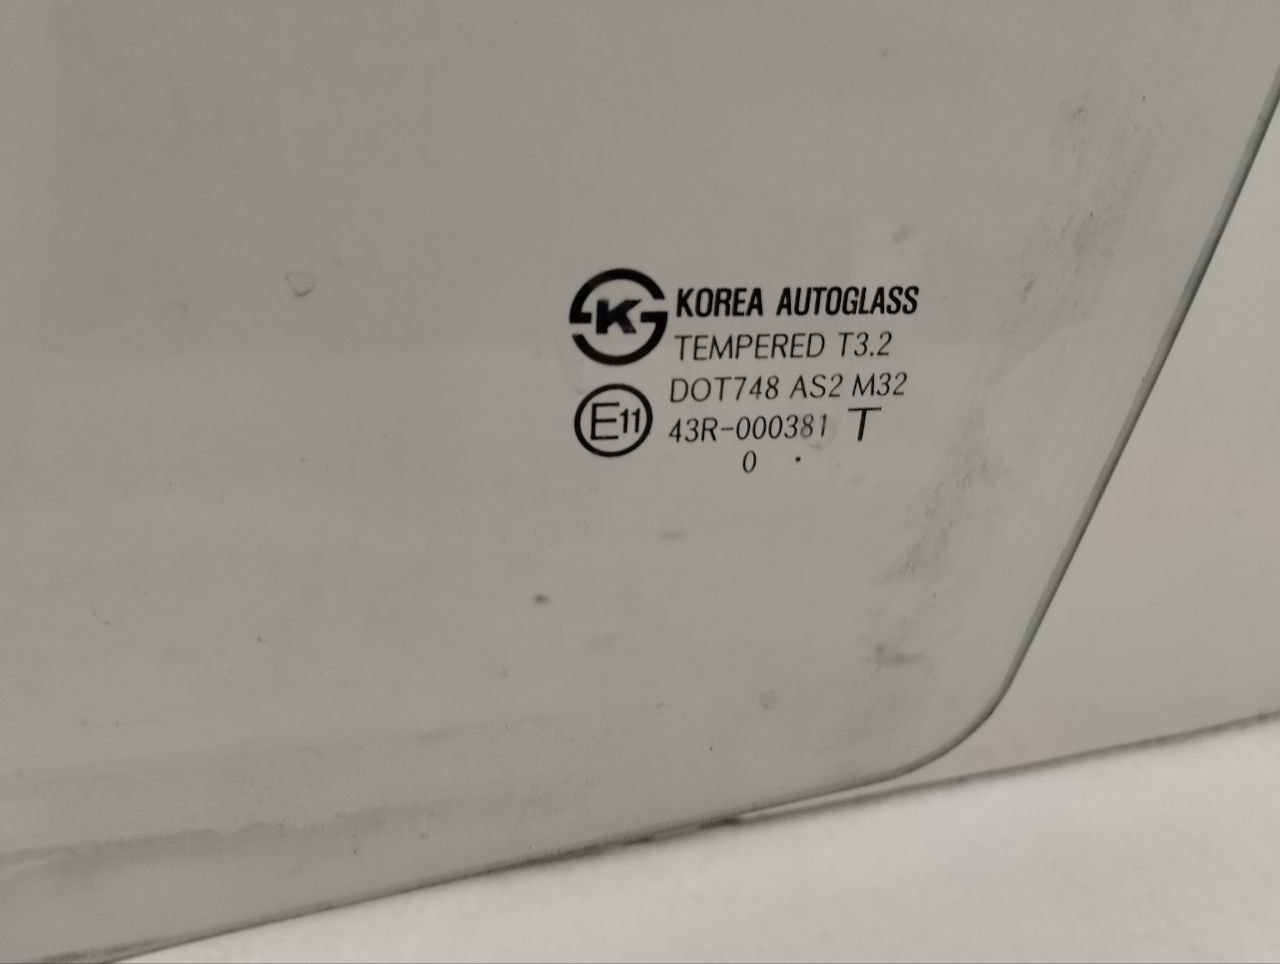 K KOREA AUTOGLASS
TEMPERED T3.2
DOT748 AS2 M32
E11 43R-000381 T
0 .